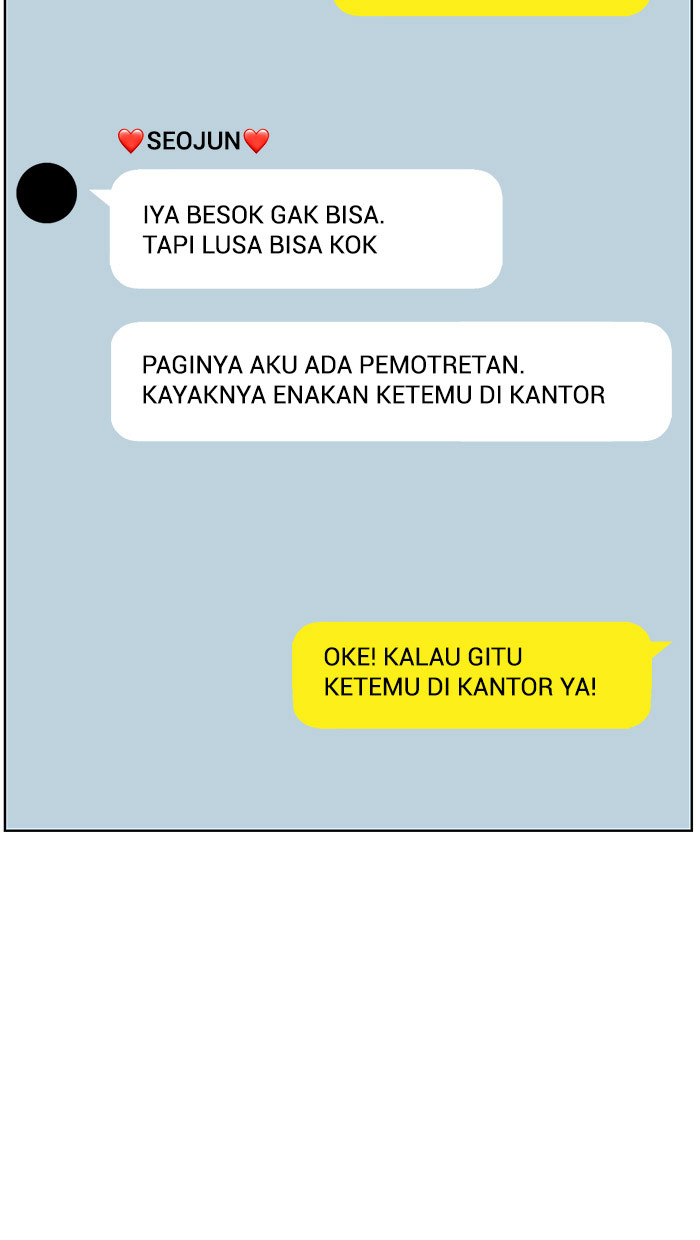 ❤️SEOJUN❤️
IYA BESOK GAK BISA.
TAPI LUSA BISA KOK
PAGINYA AKU ADA PEMOTRETAN.
KAYAKNYA ENAKAN KETEMU DI KANTOR
OKE! KALAU GITU
KETEMU DI KANTOR YA!